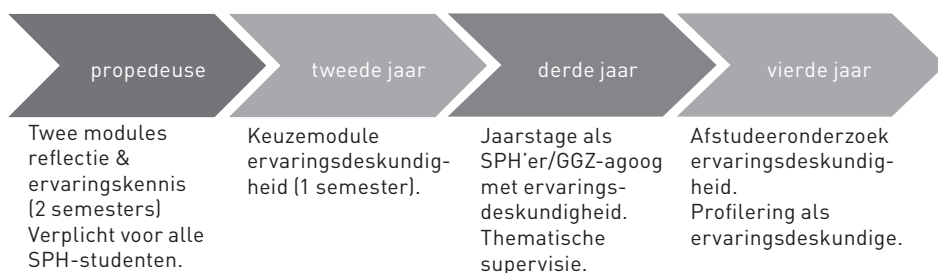 propedeuse
Twee modules
reflectie &
ervaringskennis
(2 semesters)
Verplicht voor alle
SPH-studenten.
tweede jaar
Keuzemodule
ervaringsdeskundig-
heid (1 semester).
derde jaar
Jaarstage als
SPH’er/GGZ-agoog
met ervarings-
deskundigheid.
Thematische
supervisie.
vierde jaar
Afstudeeronderzoek
ervaringsdeskundig-
heid.
Profilering als
ervaringsdeskundige.